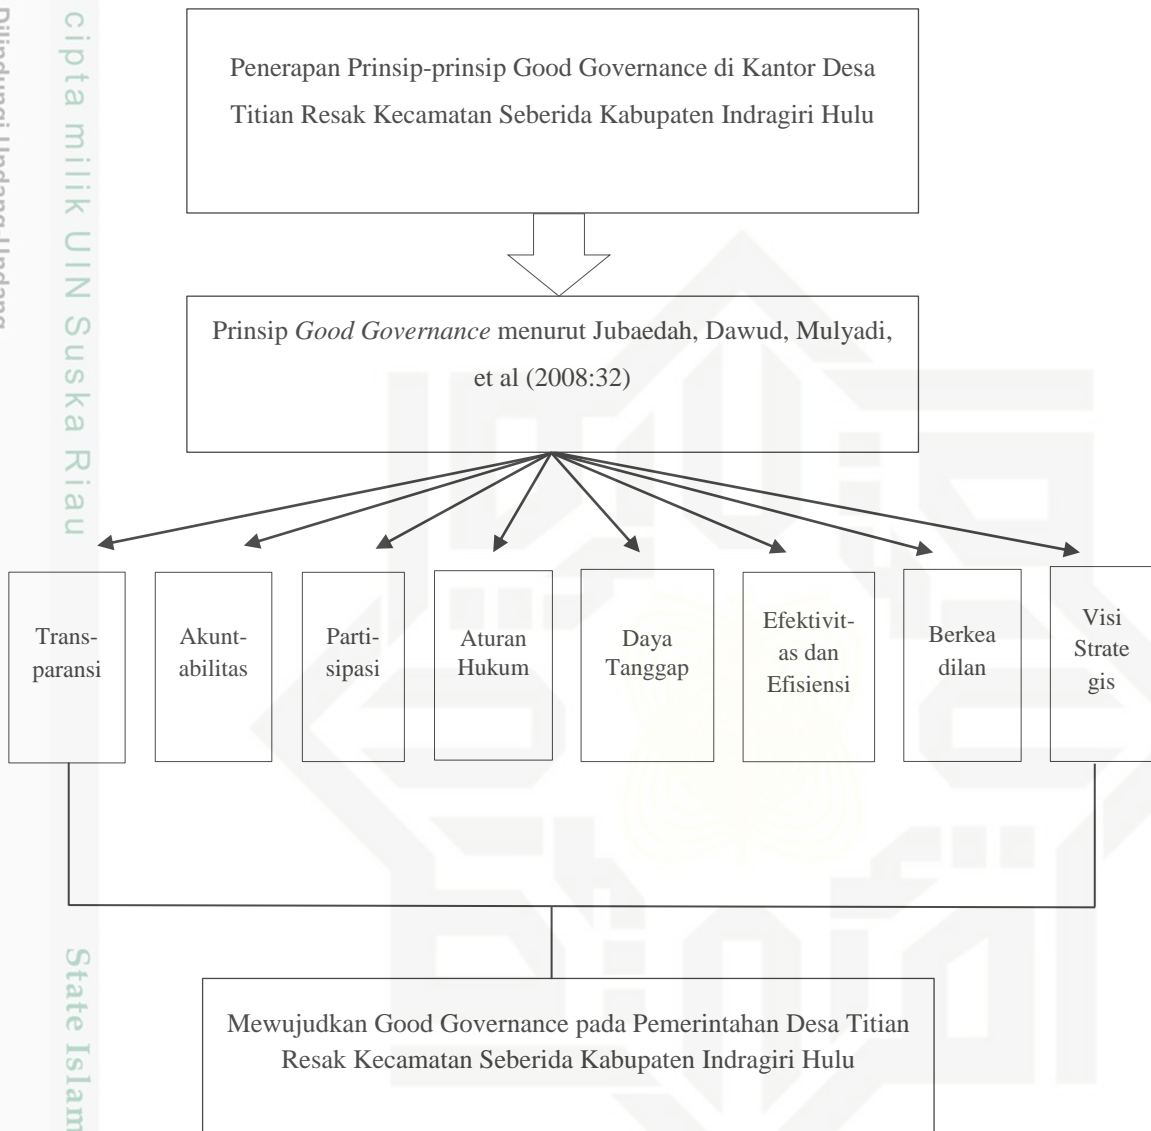 Penerapan Prinsip-prinsip Good Governance di Kantor Desa
Titian Resak Kecamatan Seberida Kabupaten Indragiri Hulu
Prinsip Good Governance menurut Jubaedah, Dawud, Mulyadi,
et al (2008:32)
Trans-
paransi
Akunt-
abilitas
Parti-
sipasi
Aturan
Hukum
Daya
Tanggap
Efektivit-
as dan
Efisiensi
Berkea
dilan
Visi
Strate
gis
Mewujudkan Good Governance pada Pemerintahan Desa Titian
Resak Kecamatan Seberida Kabupaten Indragiri Hulu
cipta milik UIN Suska Riau
State Islam